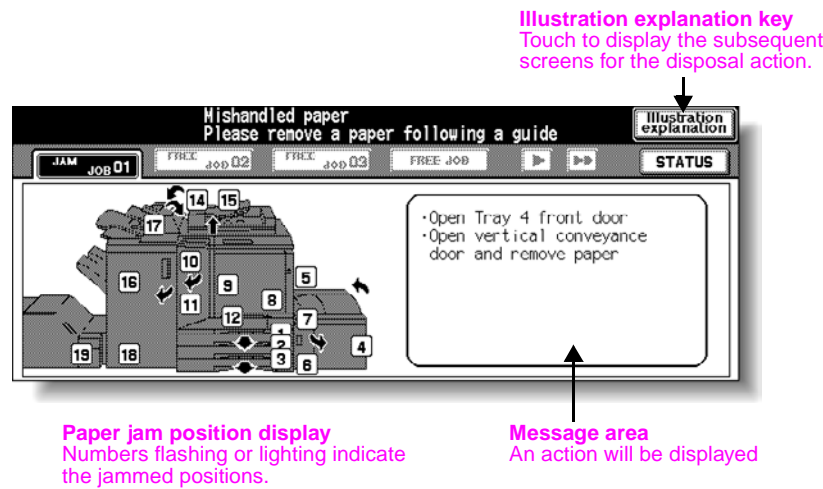 Illustration explanation key
Touch to display the subsequent
screens for the disposal action.
Mishandled paper
Please remove a paper following a guide
Illustration
explanation
JAM JOB 01
FREE JOB 02
FREE JOB 03
FREE JOB
STATUS
14 15
17
10
16
9
5
11
8
12
7
1
2
4
3
19 18
6
·Open Tray 4 front door
·Open vertical conveyance
door and remove paper
Paper jam position display
Numbers flashing or lighting indicate
the jammed positions.
Message area
An action will be displayed